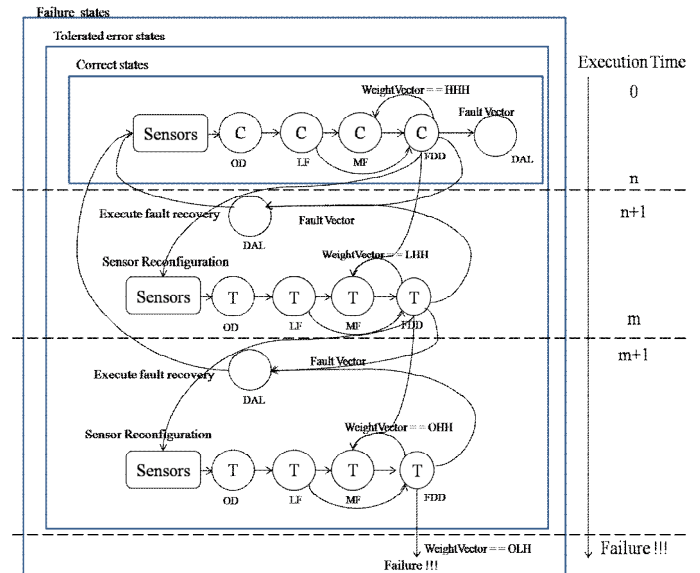 Failure states
Tolerated error states
Correct states
Execution Time
0
WeightVector == HHH
Fault Vector
Sensors
C
C
C
C
OD
LF
MF
FDD
DAL
n
n+1
Execute fault recovery
Fault Vector
DAL
Sensor Reconfiguration
WeightVector == LHH
Sensors
T
T
T
T
OD
LF
MF
FDD
m
m+1
Fault Vector
Execute fault recovery
DAL
Sensor Reconfiguration
WeightVector == OHH
Sensors
T
T
T
T
OD
LF
MF
FDD
WeightVector == OLH
Failure !!!
Failure !!!